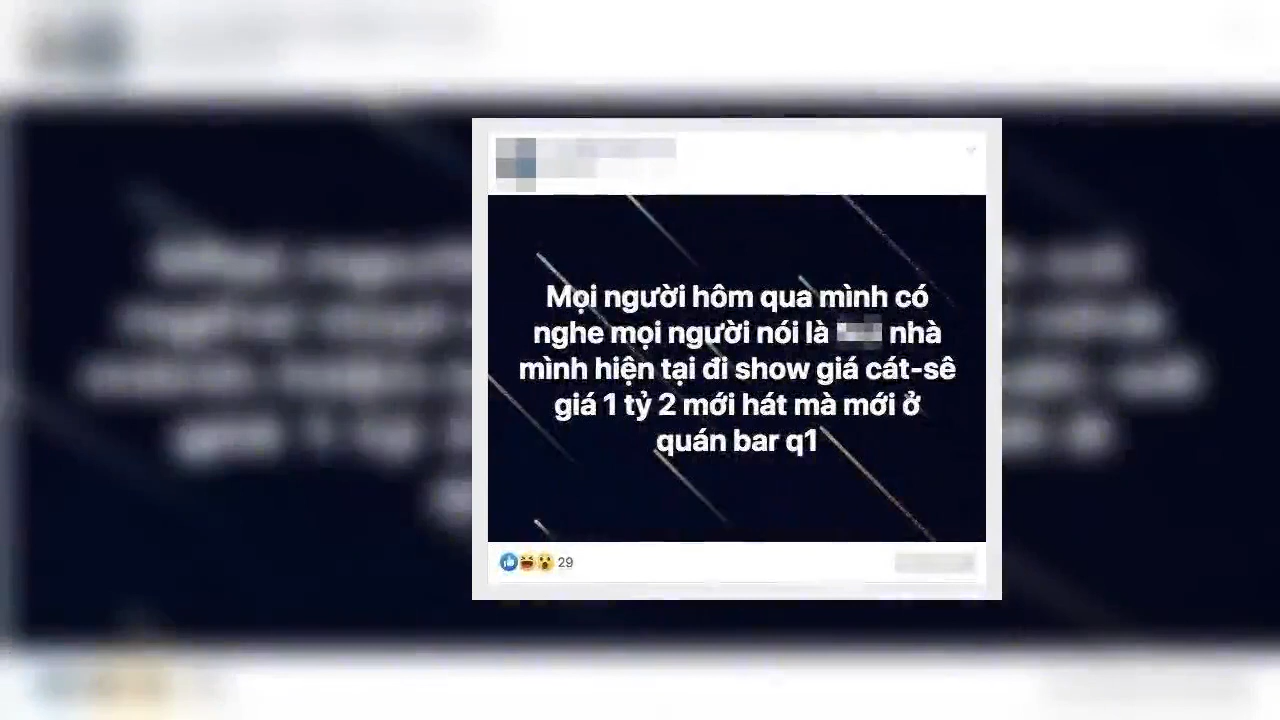 Mọi người hôm qua mình có
nghe mọi người nói là nhà
mình hiện tại đi show giá cát-sê
giá 1 tỷ 2 mới hát mà mới ở
quán bar q1
29